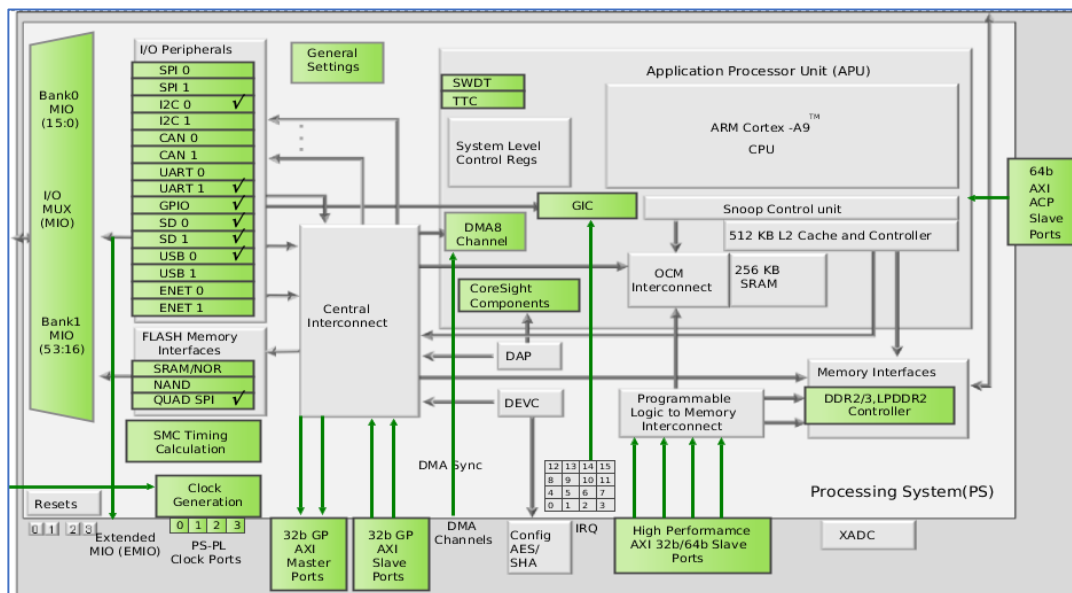 I/O Peripherals
SPI 0
SPI 1
I2C 0 √
I2C 1
CAN 0
CAN 1
UART 0
UART 1 √
GPIO √
SD 0 √
SD 1 √
USB 0 √
USB 1
ENET 0
ENET 1
Bank0
MIO
(15:0)
I/O
MUX
(MIO)
Bank1
MIO
(53:16)
FLASH Memory
Interfaces
SRAM/NOR
NAND
QUAD SPI √
SMC Timing
Calculation
General
Settings
Application Processor Unit (APU)
SWDT
TTC
System Level
Control Regs
ARM Cortex -A9™
CPU
GIC
Snoop Control unit
512 KB L2 Cache and Controller
DMA8
Channel
OCM
Interconnect
256 KB
SRAM
CoreSight
Components
Central
Interconnect
DAP
DEVC
Programmable
Logic to Memory
Interconnect
Memory Interfaces
DDR2/3,LPDDR2
Controller
64b
AXI
ACP
Slave
Ports
DMA Sync
12 13 14 15
8 9 10 11
4 5 6 7
0 1 2 3
Processing System(PS)
Resets
0 1 2 3
Clock
Generation
0 1 2 3
Extended
MIO (EMIO)
PS-PL
Clock Ports
32b GP
AXI
Master
Ports
32b GP
AXI
Slave
Ports
DMA
Channels
Config
AES/
SHA
IRQ
High Performamce
AXI 32b/64b Slave
Ports
XADC